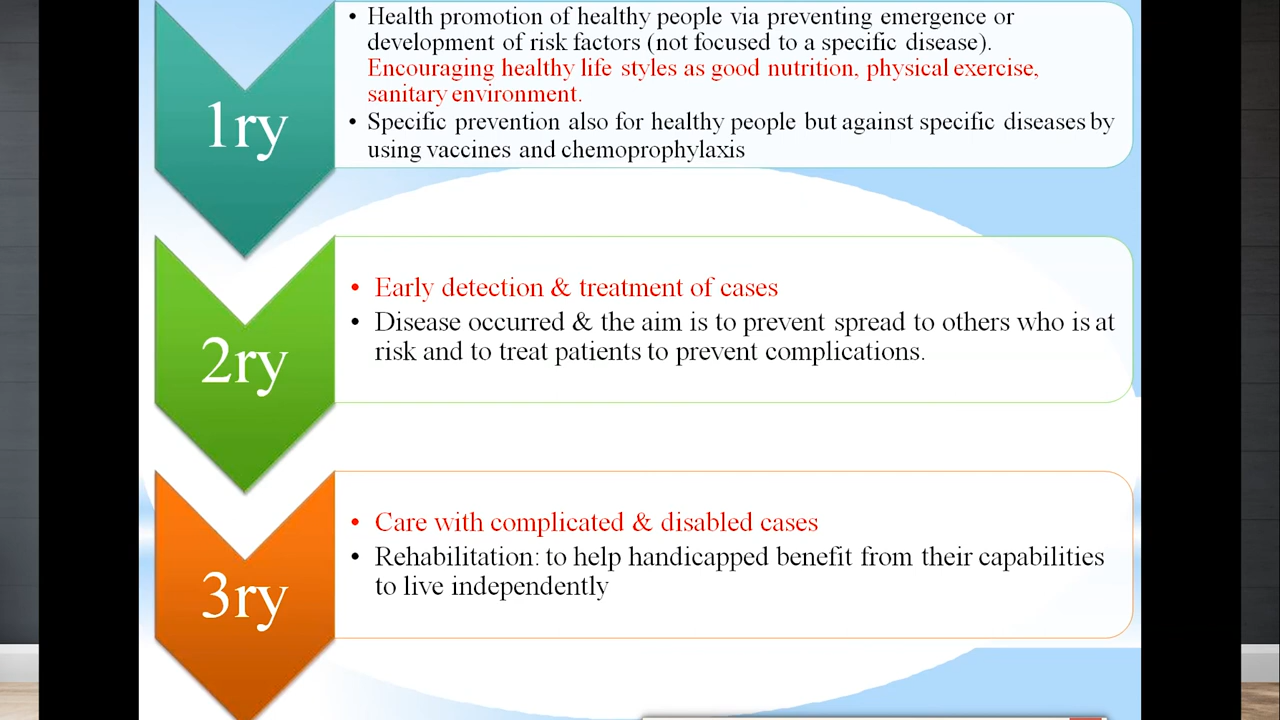 1ry
• Health promotion of healthy people via preventing emergence or
development of risk factors (not focused to a specific disease).
Encouraging healthy life styles as good nutrition, physical exercise,
sanitary environment.
• Specific prevention also for healthy people but against specific diseases by
using vaccines and chemoprophylaxis
2ry
• Early detection & treatment of cases
• Disease occurred & the aim is to prevent spread to others who is at
risk and to treat patients to prevent complications.
3ry
• Care with complicated & disabled cases
• Rehabilitation: to help handicapped benefit from their capabilities
to live independently